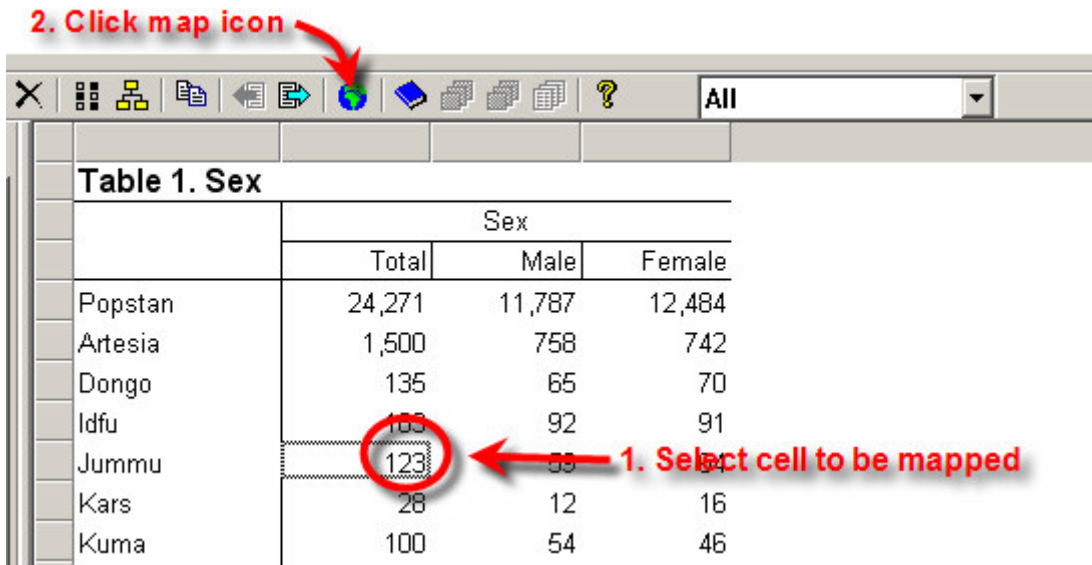 2. Click map icon
All
Table 1. Sex
Sex
Total Male Female
Popstan 24,271 11,787 12,484
Artesia 1,500 758 742
Dongo 135 65 70
Idfu 183 92 91
Jummu 123 59 1. Select cell to be mapped
Kars 28 12 16
Kuma 100 54 46